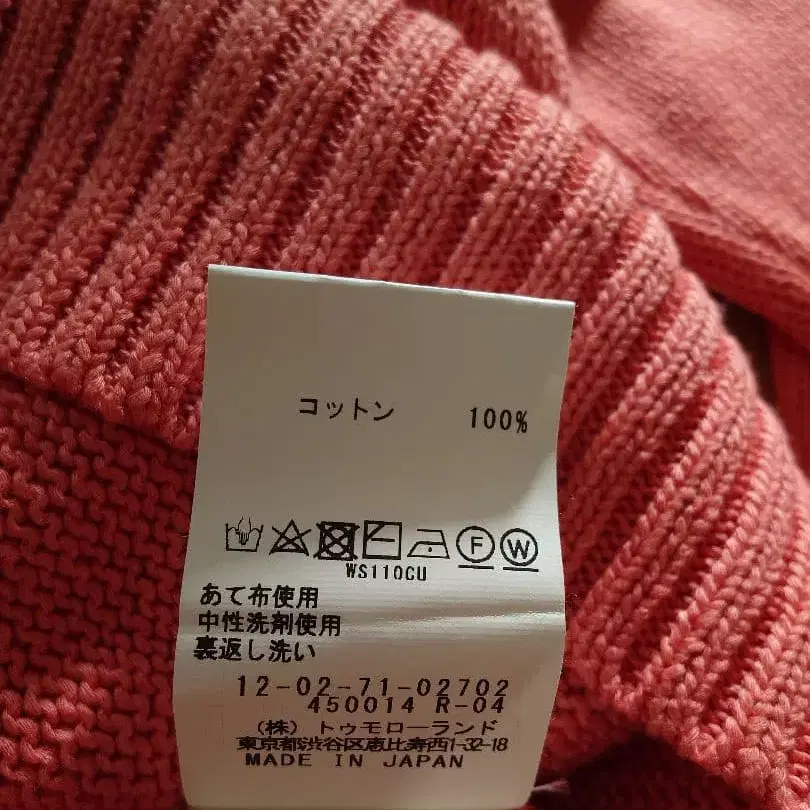 コットン 100%
F W
WS110CU
あて布使用
中性洗剤使用
裏返し洗い
12-02-71-02702
450014 R-04
(株) トゥモローランド
東京都渋谷区恵比寿西1-32-18
MADE IN JAPAN